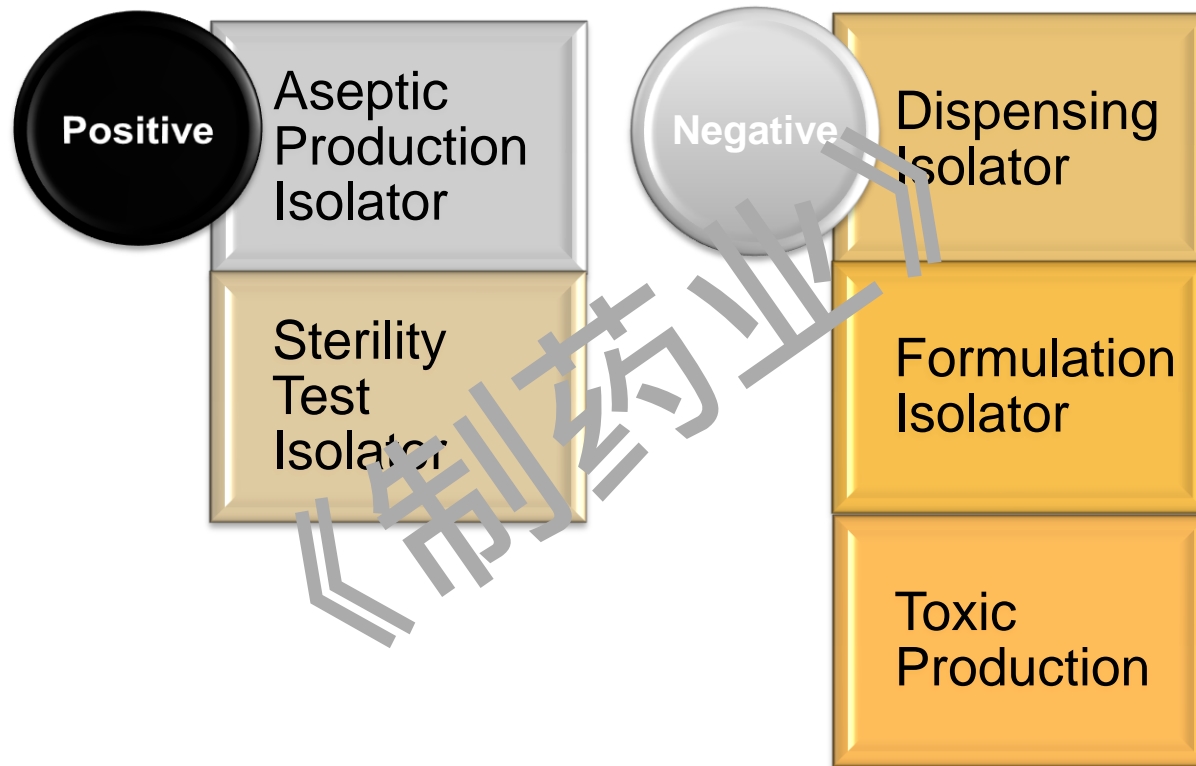 Positive
Aseptic
Production
Isolator
Sterility
Test
Isolator
Negative
Dispensing
Isolator
Formulation
Isolator
Toxic
Production
《制药业》